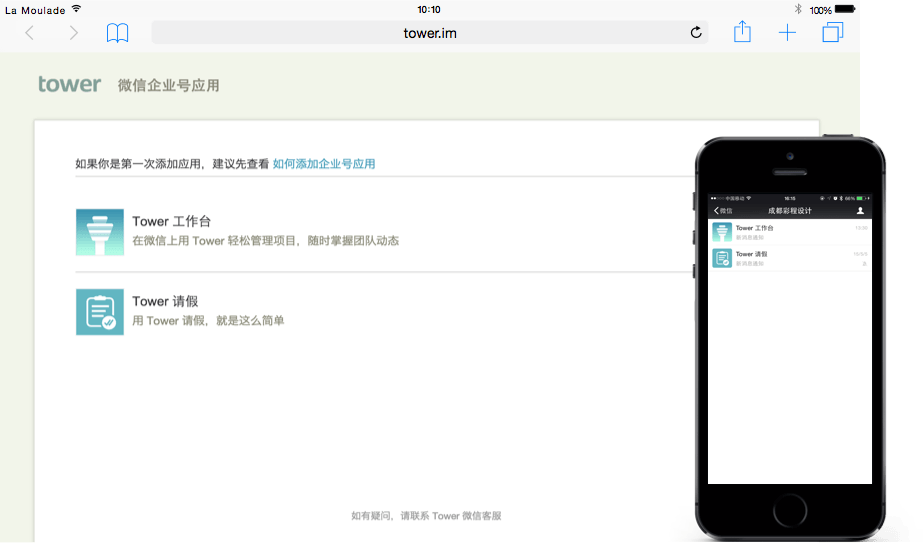 La Moulade
10:10
100%
tower.im
tower 微信企业号应用
如果你是第一次添加应用，建议先查看 如何添加企业号应用
Tower 工作台
在微信上用 Tower 轻松管理项目，随时掌握团队动态
Tower 请假
用 Tower 请假，就是这么简单
如有疑问，请联系 Tower 微信客服
中国移动
16:15
66%
微信
成都彩程设计
Tower 工作台
新消息通知
Tower 请假
新消息通知